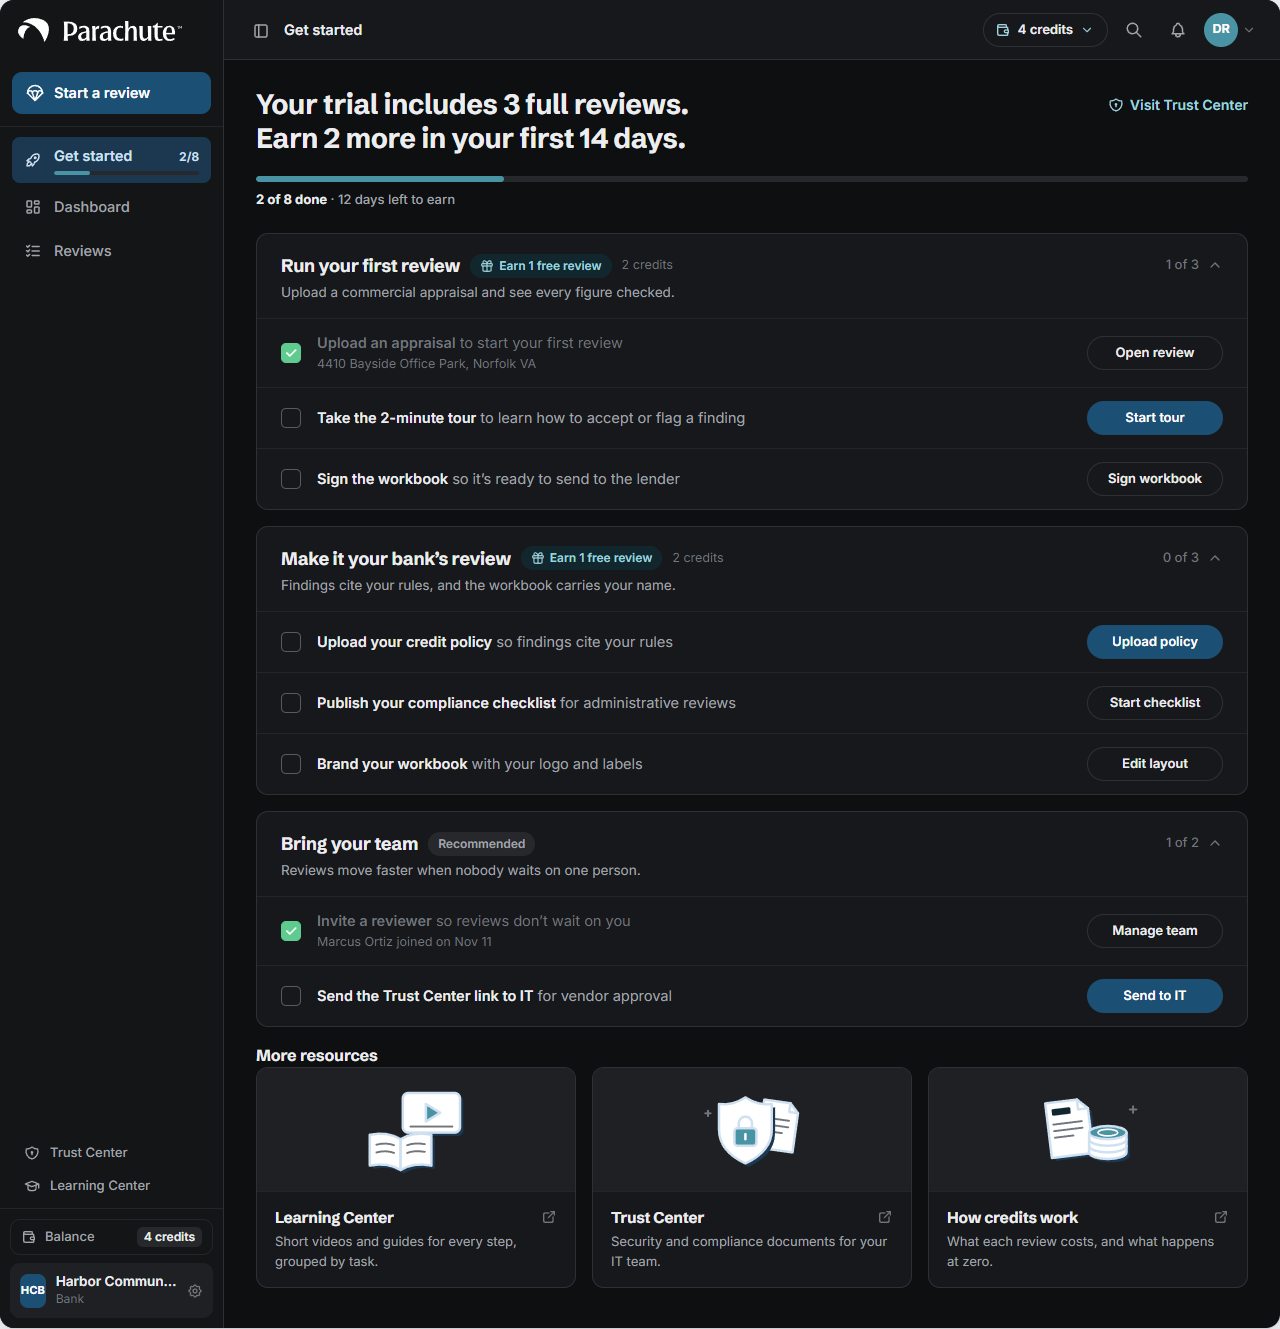 Parachute™
Get started
4 credits
DR
Start a review
Get started 2/8
Dashboard
Reviews
Your trial includes 3 full reviews.
Earn 2 more in your first 14 days.
Visit Trust Center
2 of 8 done · 12 days left to earn
Run your first review Earn 1 free review 2 credits 1 of 3
Upload a commercial appraisal and see every figure checked.
Upload an appraisal to start your first review
4410 Bayside Office Park, Norfolk VA
Open review
Take the 2-minute tour to learn how to accept or flag a finding
Start tour
Sign the workbook so it’s ready to send to the lender
Sign workbook
Make it your bank’s review Earn 1 free review 2 credits 0 of 3
Findings cite your rules, and the workbook carries your name.
Upload your credit policy so findings cite your rules
Upload policy
Publish your compliance checklist for administrative reviews
Start checklist
Brand your workbook with your logo and labels
Edit layout
Bring your team Recommended 1 of 2
Reviews move faster when nobody waits on one person.
Invite a reviewer so reviews don’t wait on you
Marcus Ortiz joined on Nov 11
Manage team
Send the Trust Center link to IT for vendor approval
Send to IT
More resources
Learning Center
Short videos and guides for every step,
grouped by task.
Trust Center
Security and compliance documents for your
IT team.
How credits work
What each review costs, and what happens
at zero.
Trust Center
Learning Center
Balance 4 credits
HCB
Harbor Commun...
Bank